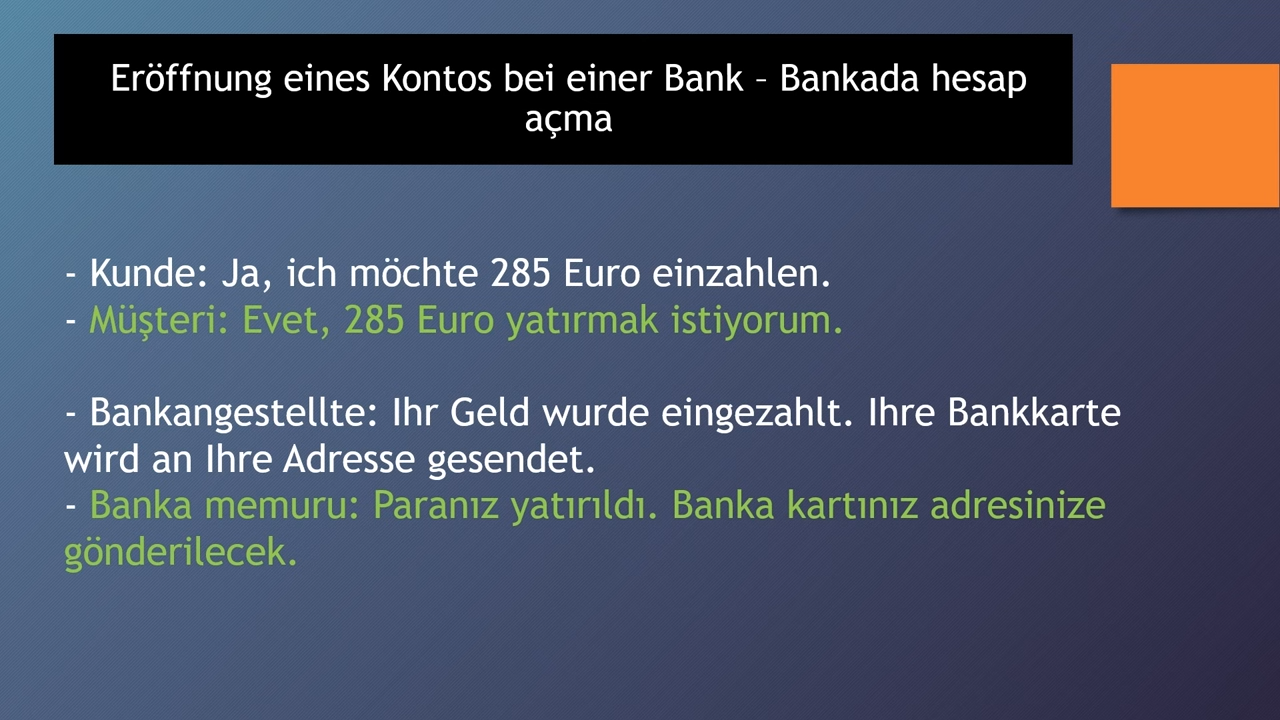 Eröffnung eines Kontos bei einer Bank – Bankada hesap
açma
- Kunde: Ja, ich möchte 285 Euro einzahlen.
- Müşteri: Evet, 285 Euro yatırmak istiyorum.
- Bankangestellte: Ihr Geld wurde eingezahlt. Ihre Bankkarte
wird an Ihre Adresse gesendet.
- Banka memuru: Paranız yatırıldı. Banka kartınız adresinize
gönderilecek.